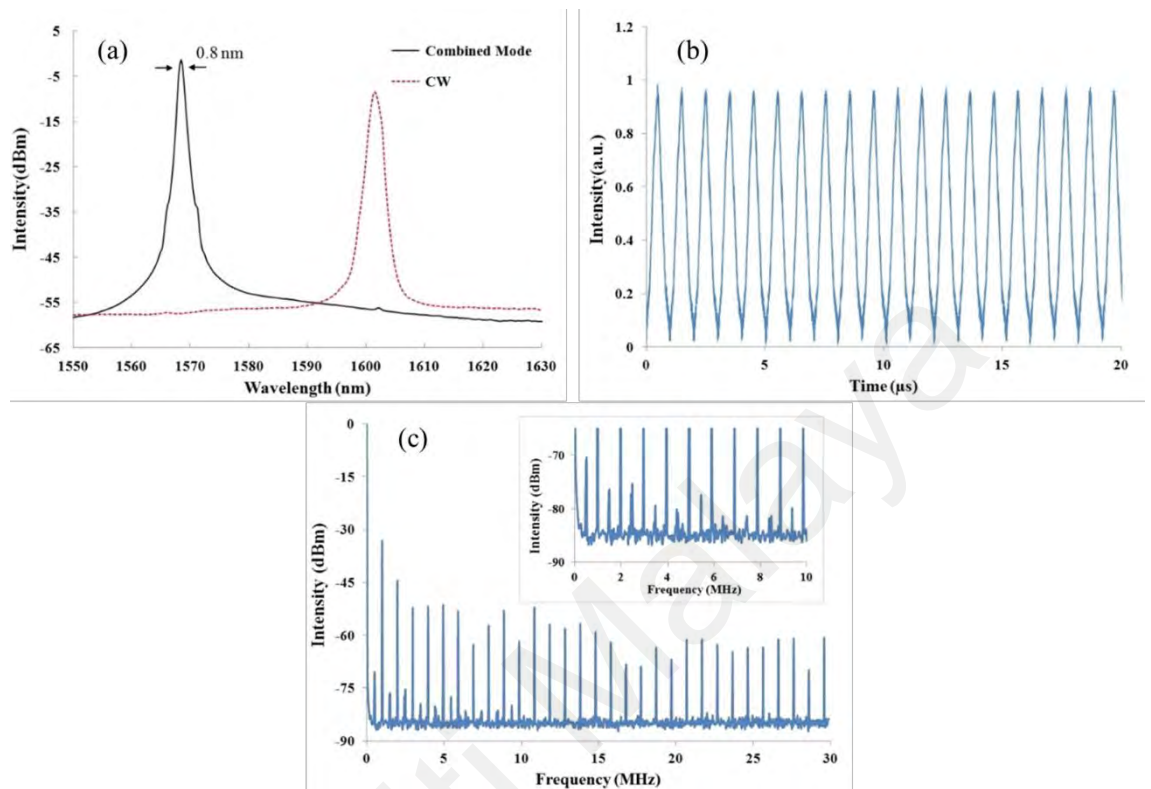 (a)
0.8 nm
Combined Mode
CW
5
-5
-15
-25
-35
-45
-55
-65
Intensity(dBm)
1550 1560 1570 1580 1590 1600 1610 1620 1630
Wavelength (nm)
(b)
1.2
1
0.8
0.6
0.4
0.2
0
Intensity(a.u.)
0 5 10 15 20
Time (µs)
(c)
0
-15
-30
-45
-60
-75
-90
Intensity (dBm)
0 5 10 15 20 25 30
Frequency (MHz)
-70
-80
-90
Intensity (dBm)
0 2 4 6 8 10
Frequency (MHz)
ti Malaya